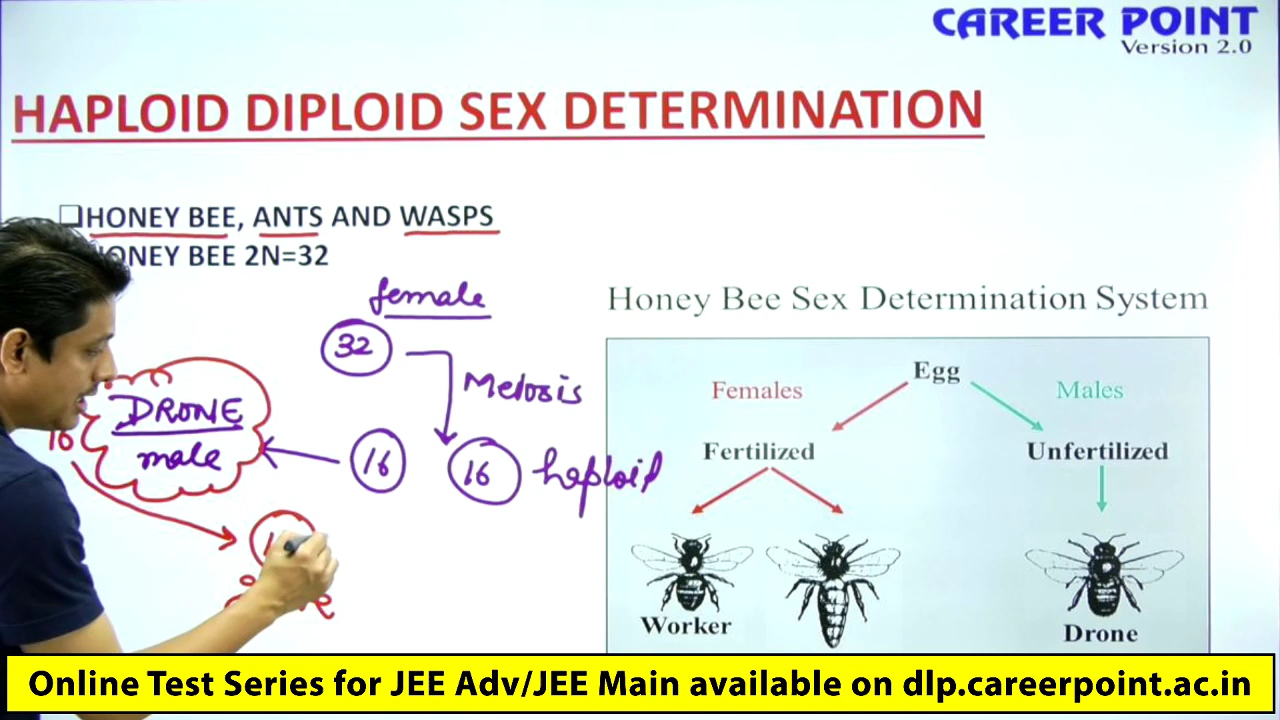 CAREER POINT
Version 2.0
HAPLOID DIPLOID SEX DETERMINATION
HONEY BEE, ANTS AND WASPS
HONEY BEE 2N=32
female
32
Meiosis
DRONE
male
16
16
16 haploid
Honey Bee Sex Determination System
Egg
Females
Males
Fertilized
Unfertilized
Worker
Drone
Online Test Series for JEE Adv/JEE Main available on dlp.careerpoint.ac.in